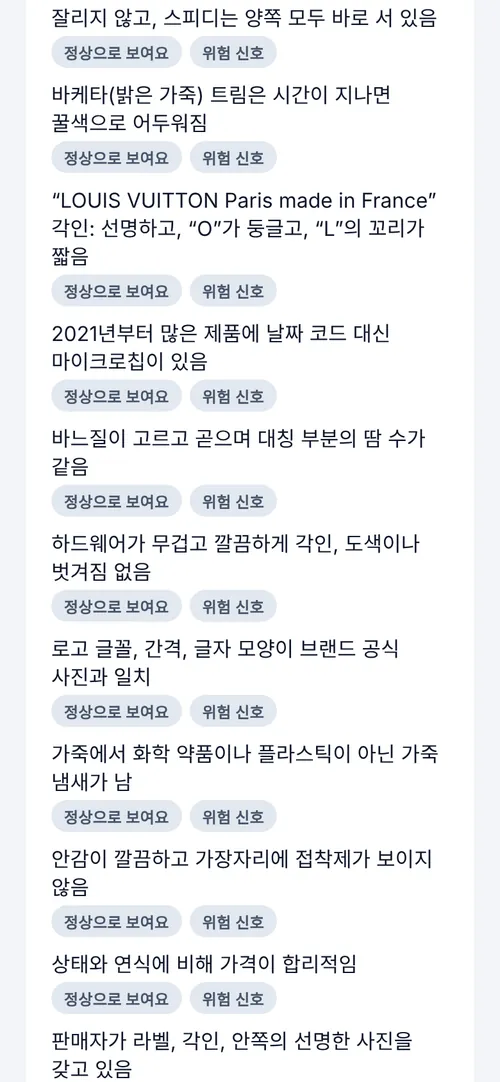 잘리지 않고, 스피디는 양쪽 모두 바로 서 있음
정상으로 보여요 위험 신호
바케타(밝은 가죽) 트림은 시간이 지나면
꿀색으로 어두워짐
정상으로 보여요 위험 신호
“LOUIS VUITTON Paris made in France”
각인: 선명하고, “O”가 둥글고, “L”의 꼬리가
짧음
정상으로 보여요 위험 신호
2021년부터 많은 제품에 날짜 코드 대신
마이크로칩이 있음
정상으로 보여요 위험 신호
바느질이 고르고 곧으며 대칭 부분의 땀 수가
같음
정상으로 보여요 위험 신호
하드웨어가 무겁고 깔끔하게 각인, 도색이나
벗겨짐 없음
정상으로 보여요 위험 신호
로고 글꼴, 간격, 글자 모양이 브랜드 공식
사진과 일치
정상으로 보여요 위험 신호
가죽에서 화학 약품이나 플라스틱이 아닌 가죽
냄새가 남
정상으로 보여요 위험 신호
안감이 깔끔하고 가장자리에 접착제가 보이지
않음
정상으로 보여요 위험 신호
상태와 연식에 비해 가격이 합리적임
정상으로 보여요 위험 신호
판매자가 라벨, 각인, 안쪽의 선명한 사진을
갖고 있음